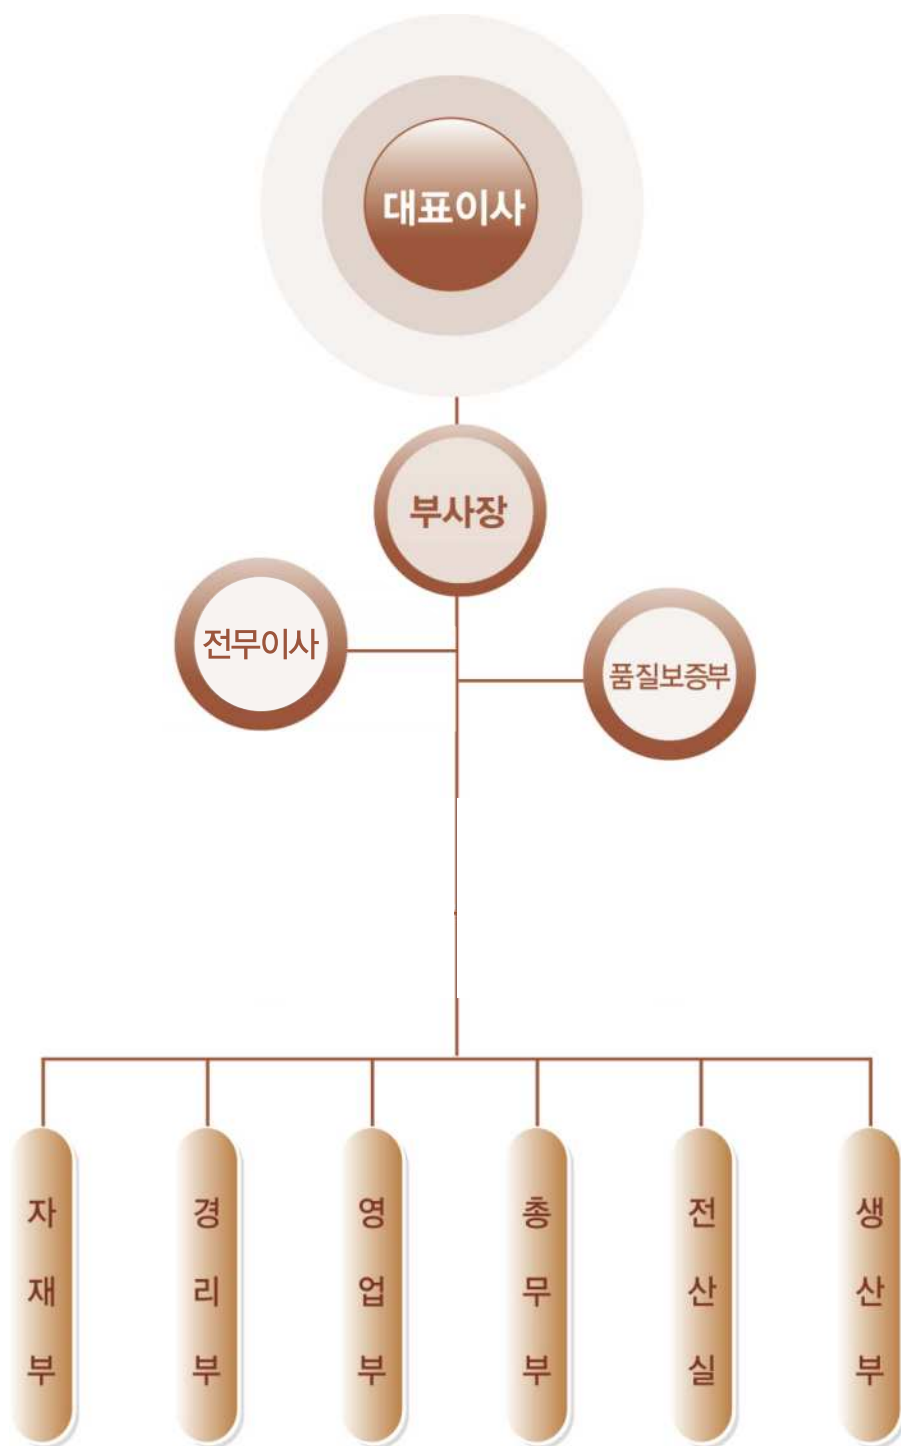 대표이사
부사장
전무이사
품질보증부
자재부
경리부
영업부
총무부
전산실
생산부